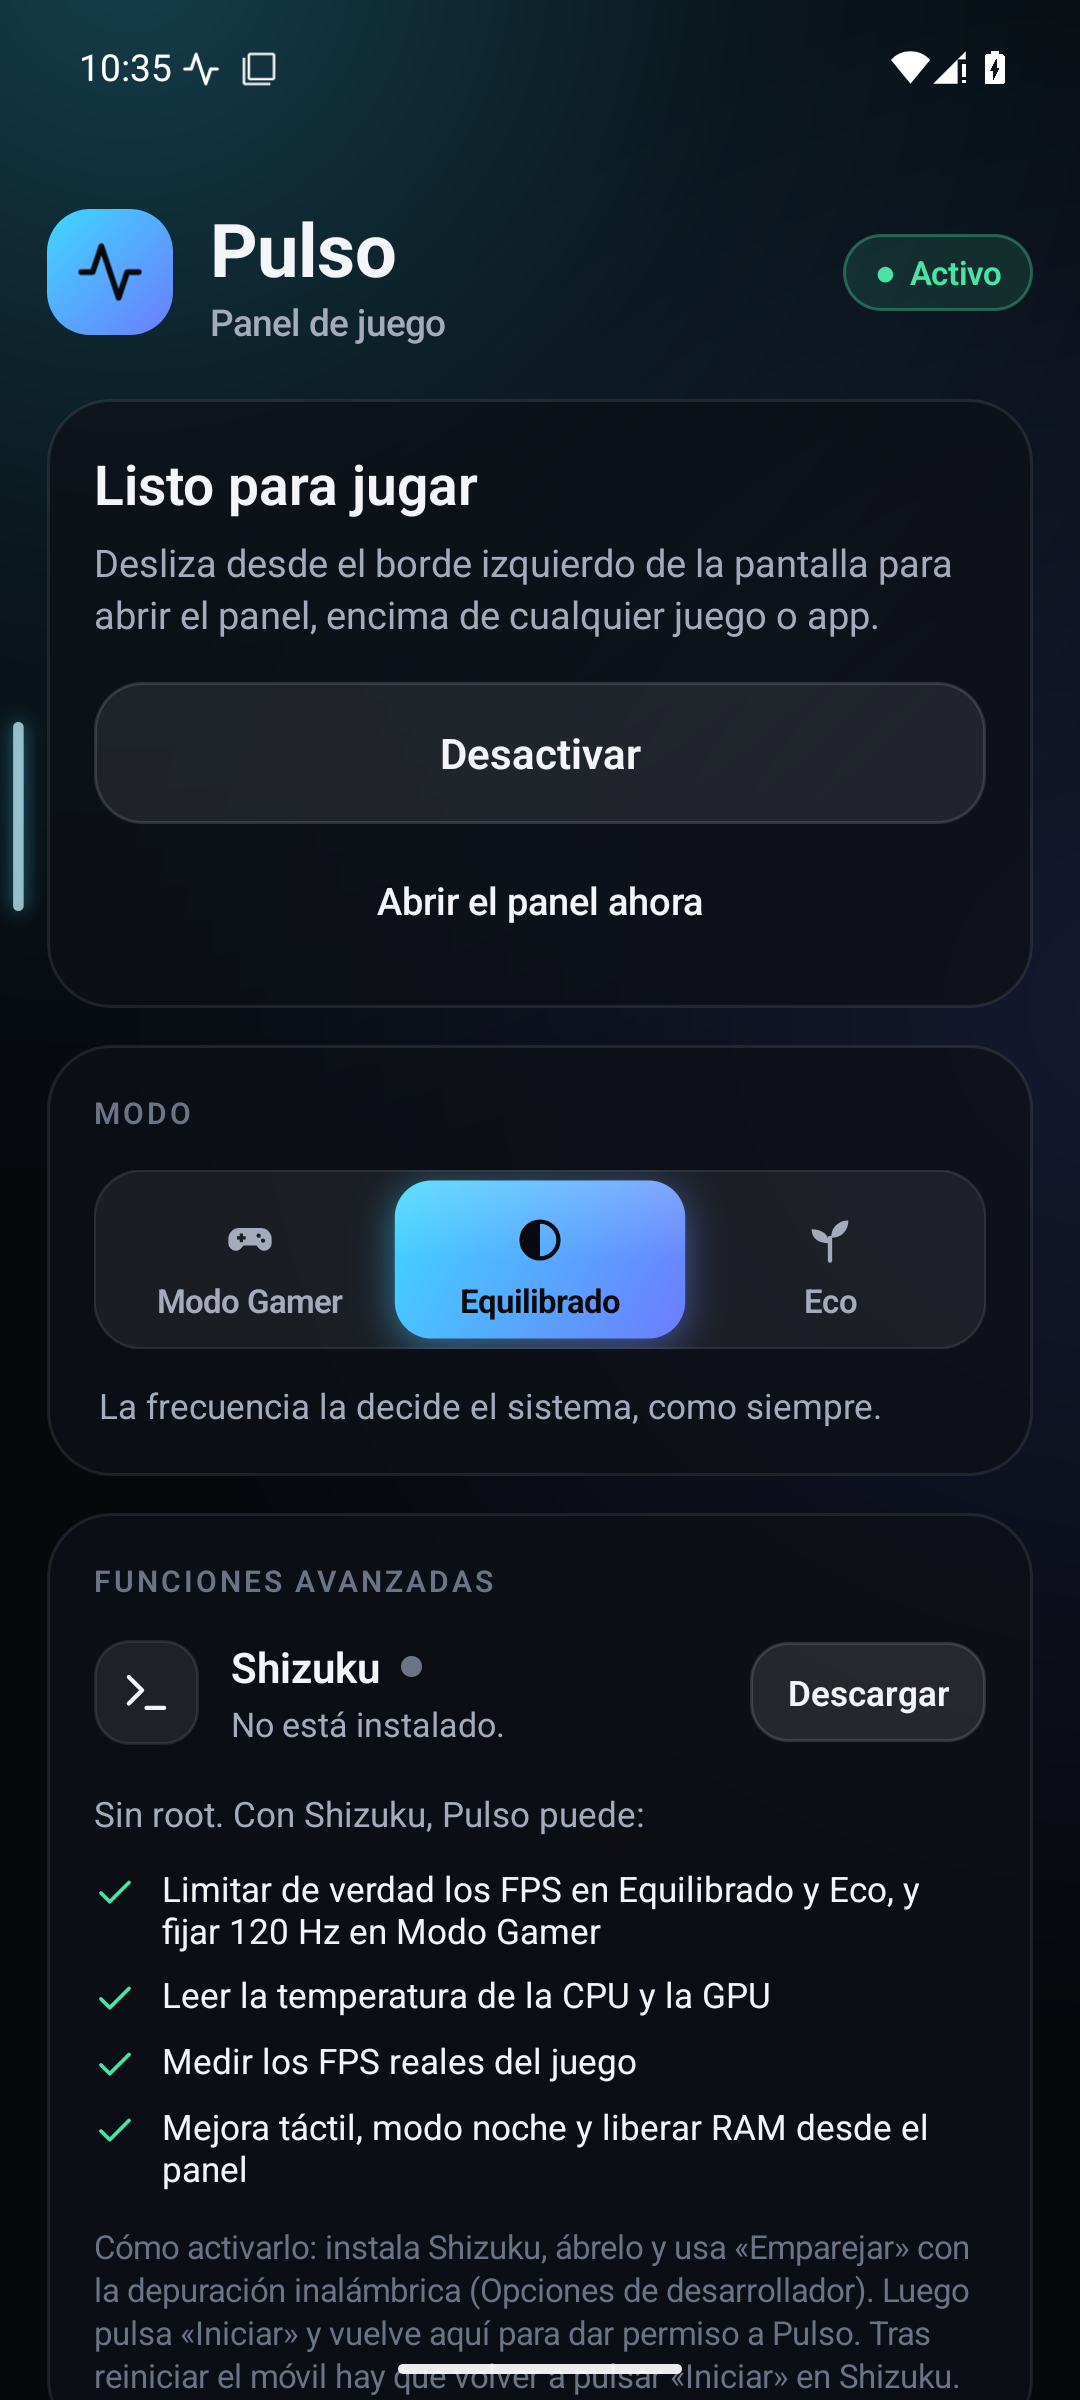 10:35
Pulso
Panel de juego
Activo
Listo para jugar
Desliza desde el borde izquierdo de la pantalla para
abrir el panel, encima de cualquier juego o app.
Desactivar
Abrir el panel ahora
MODO
Modo Gamer
Equilibrado
Eco
La frecuencia la decide el sistema, como siempre.
FUNCIONES AVANZADAS
Shizuku
No está instalado.
Descargar
Sin root. Con Shizuku, Pulso puede:
Limitar de verdad los FPS en Equilibrado y Eco, y
fijar 120 Hz en Modo Gamer
Leer la temperatura de la CPU y la GPU
Medir los FPS reales del juego
Mejora táctil, modo noche y liberar RAM desde el
panel
Cómo activarlo: instala Shizuku, ábrelo y usa «Emparejar» con
la depuración inalámbrica (Opciones de desarrollador). Luego
pulsa «Iniciar» y vuelve aquí para dar permiso a Pulso. Tras
reiniciar el móvil hay que volver a pulsar «Iniciar» en Shizuku.